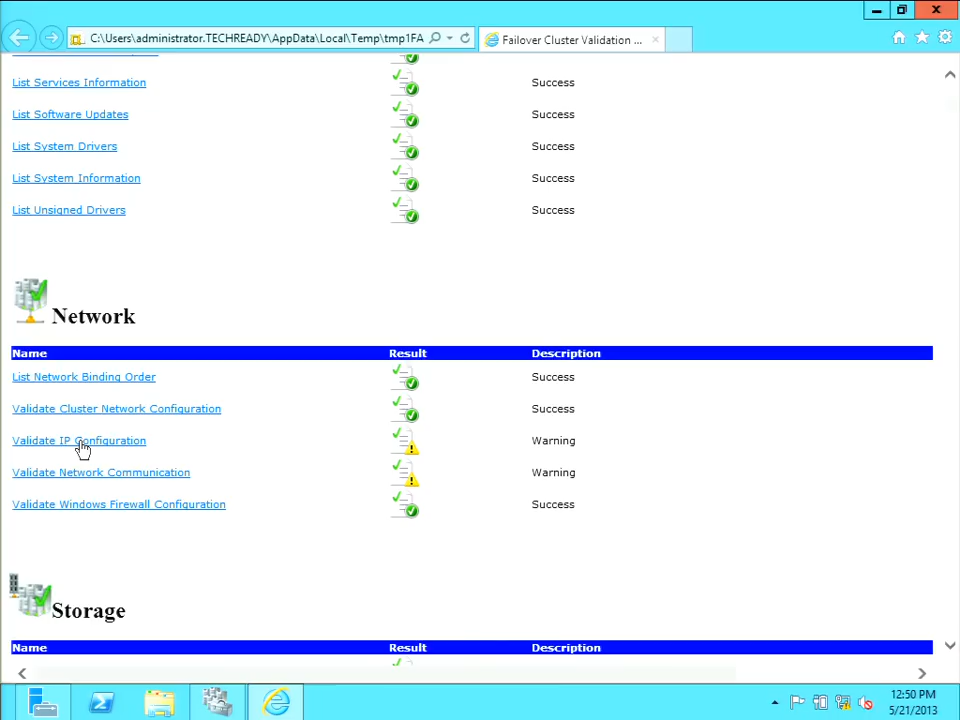 C:\Users\administrator.TECHREADY\AppData\Local\Temp\tmp1FA
Failover Cluster Validation ...
List Services Information Success
List Software Updates Success
List System Drivers Success
List System Information Success
List Unsigned Drivers Success
Network
Name Result Description
List Network Binding Order Success
Validate Cluster Network Configuration Success
Validate IP Configuration Warning
Validate Network Communication Warning
Validate Windows Firewall Configuration Success
Storage
Name Result Description
12:50 PM
5/21/2013